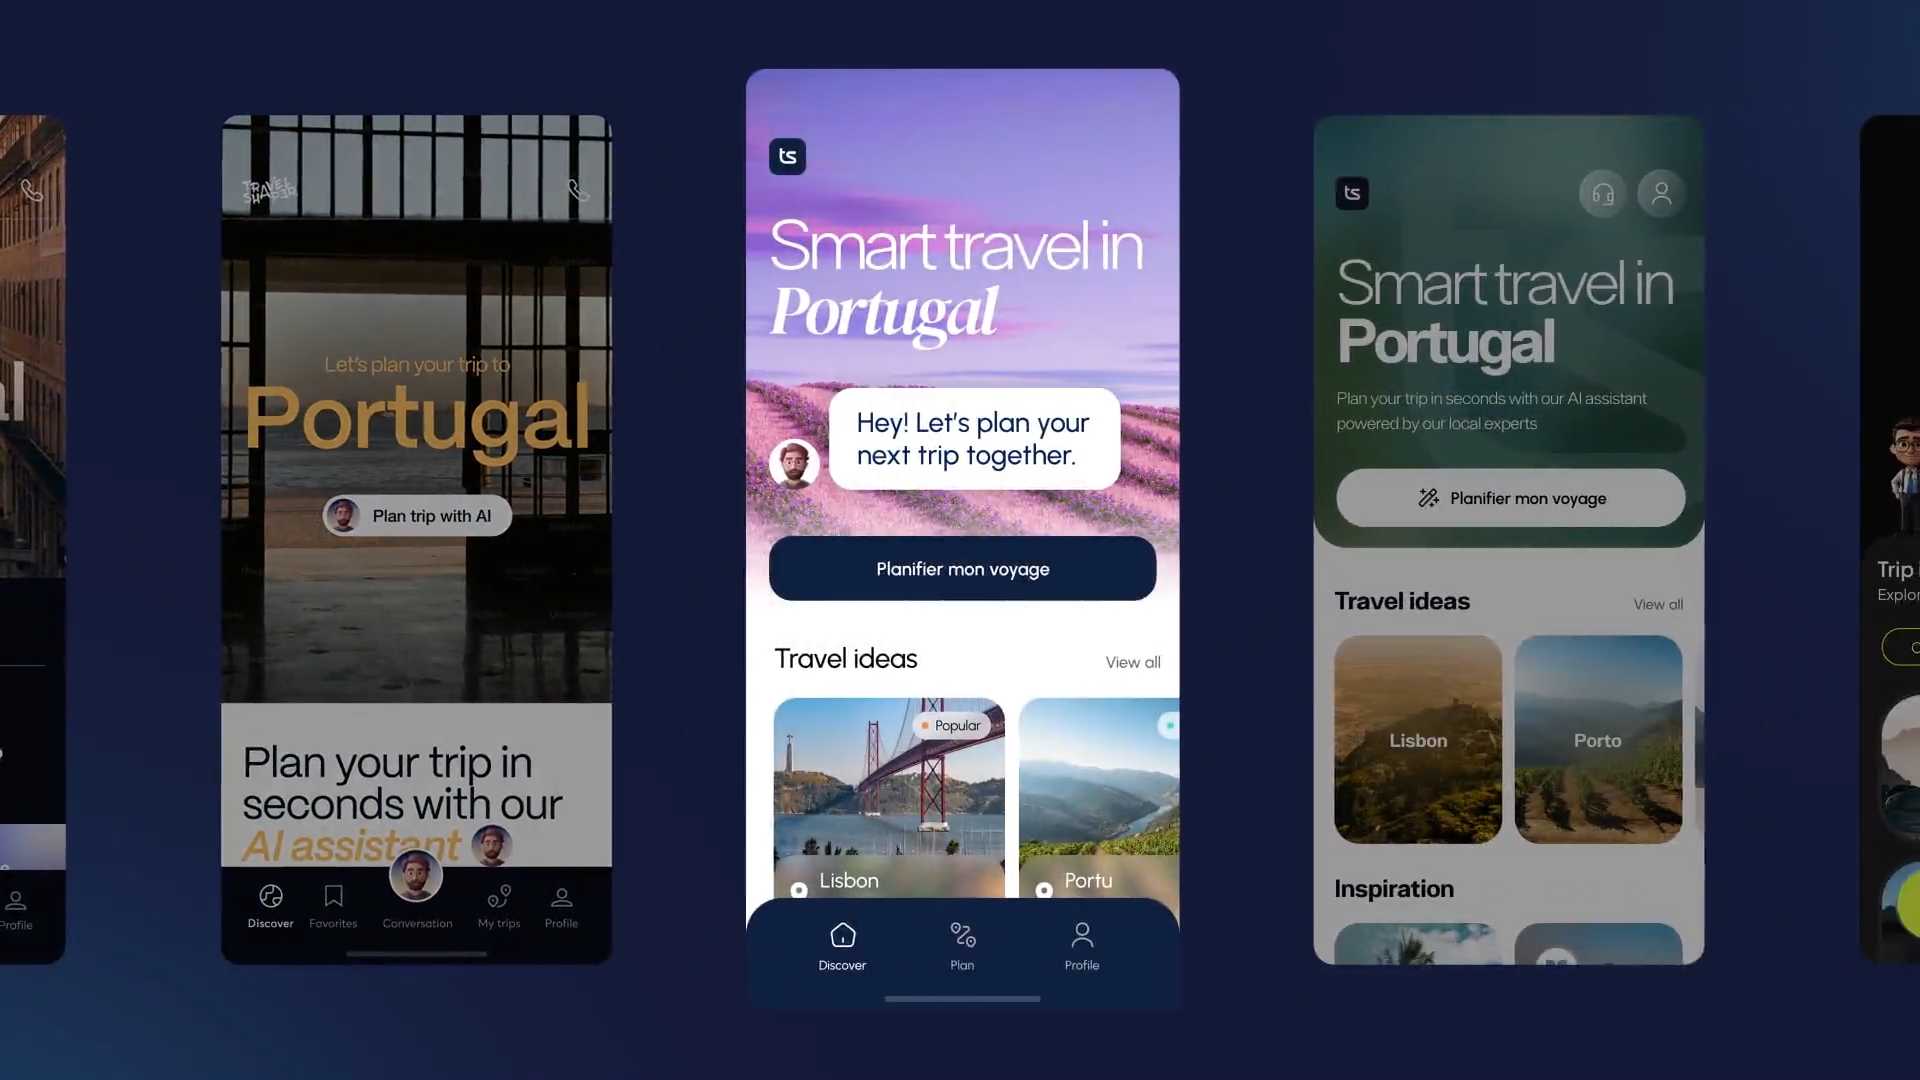 al
Profile
TRAVEL
SHAPER
Let's plan your trip to
Portugal
Plan trip with AI
Plan your trip in
seconds with our
AI assistant
Discover
Favorites
Conversation
My trips
Profile
ts
Smart travel in
Portugal
Hey! Let's plan your
next trip together.
Planifier mon voyage
Travel ideas
View all
Popular
Lisbon
Portu
Discover
Plan
Profile
ts
Smart travel in
Portugal
Plan your trip in seconds with our AI assistant
powered by our local experts
Planifier mon voyage
Travel ideas
View all
Lisbon
Porto
Inspiration
Trip
Explor